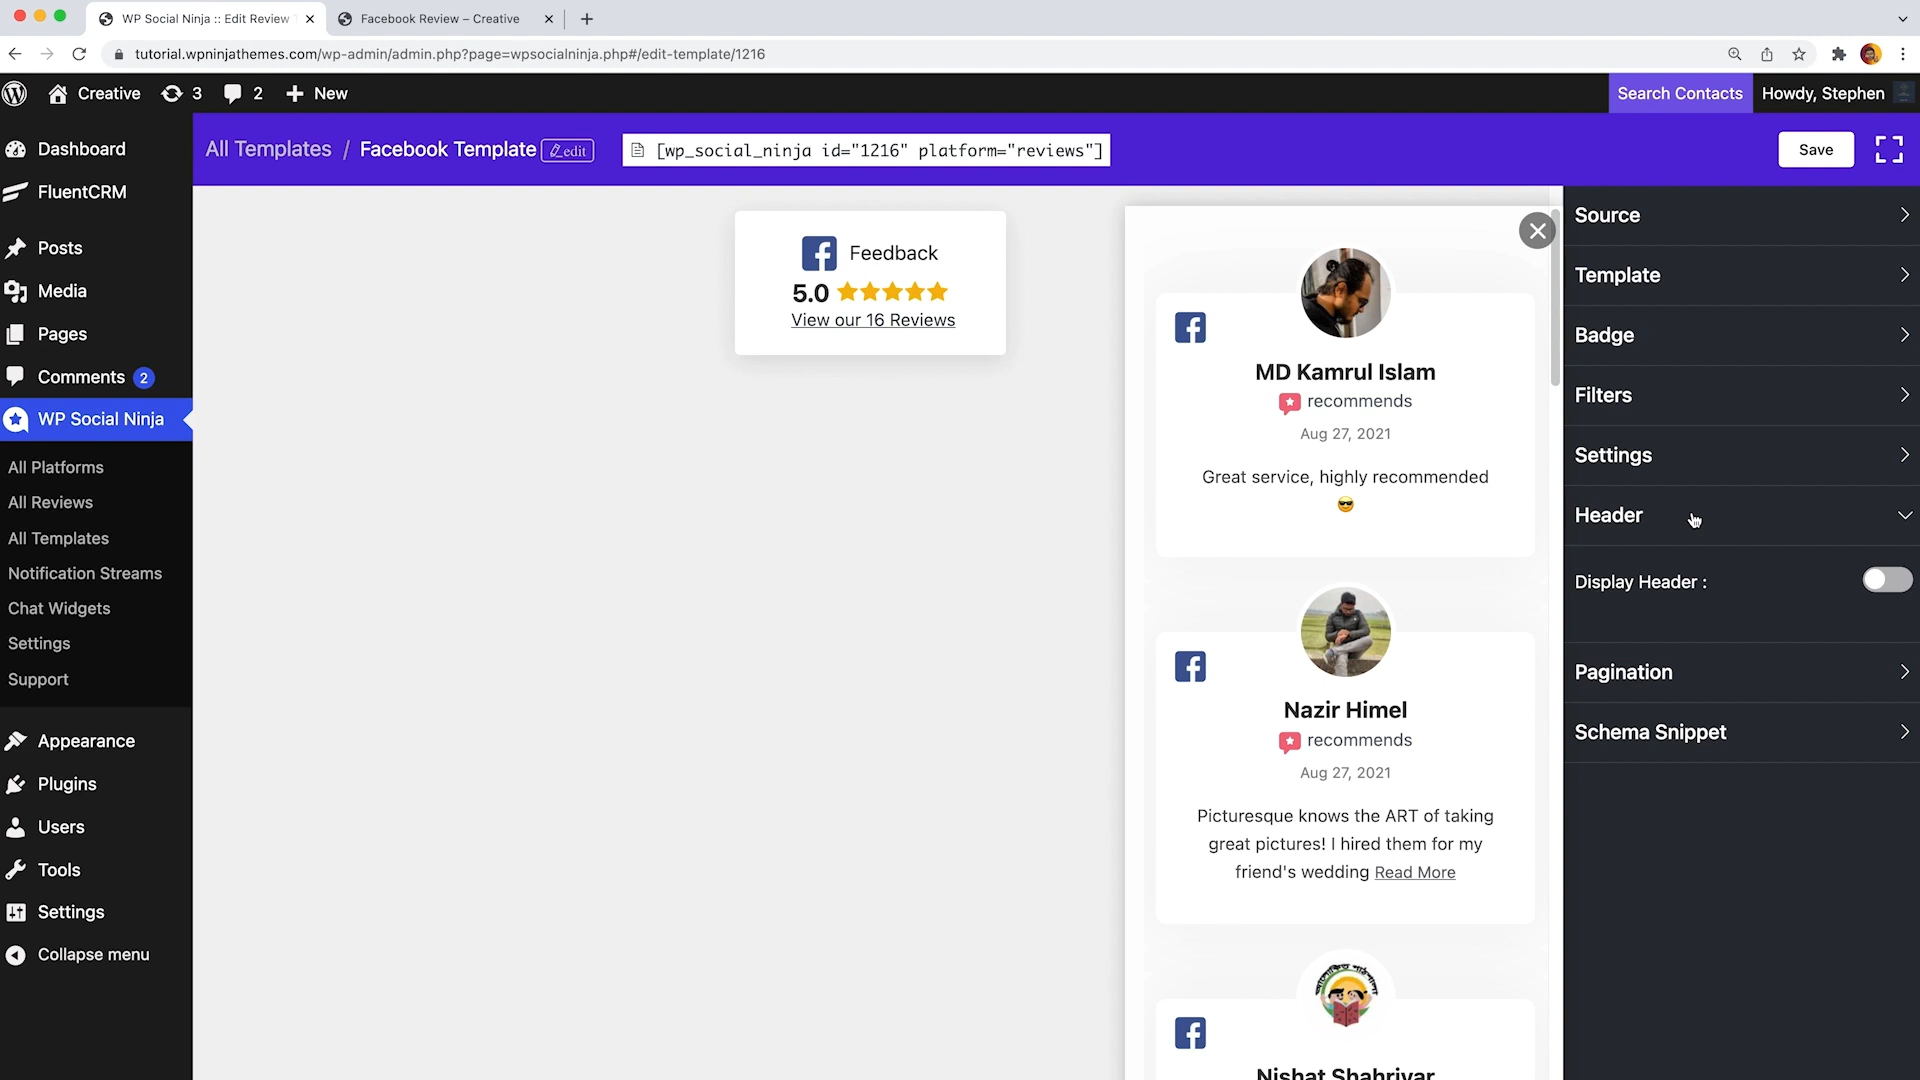 WP Social Ninja :: Edit Review
Facebook Review – Creative
tutorial.wpninjathemes.com/wp-admin/admin.php?page=wpsocialninja.php#/edit-template/1216
Creative 3 2 New Search Contacts Howdy, Stephen
All Templates / Facebook Template edit [wp_social_ninja id="1216" platform="reviews"] Save
Dashboard
FluentCRM
Posts
Media
Pages
Comments 2
WP Social Ninja
All Platforms
All Reviews
All Templates
Notification Streams
Chat Widgets
Settings
Support
Appearance
Plugins
Users
Tools
Settings
Collapse menu
Feedback
5.0
View our 16 Reviews
MD Kamrul Islam
recommends
Aug 27, 2021
Great service, highly recommended
😎
Nazir Himel
recommends
Aug 27, 2021
Picturesque knows the ART of taking
great pictures! I hired them for my
friend's wedding Read More
Nishat Shahriyar
Source
Template
Badge
Filters
Settings
Header
Display Header :
Pagination
Schema Snippet